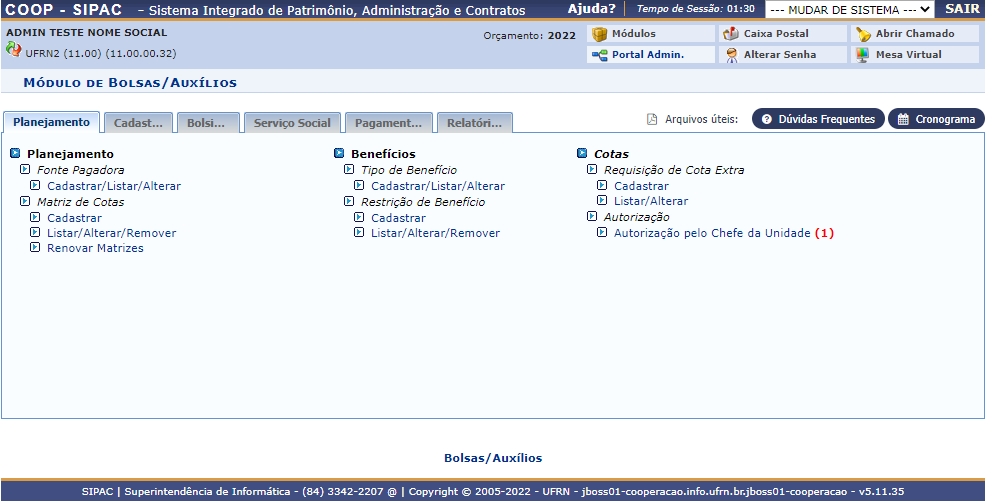 COOP - SIPAC - Sistema Integrado de Patrimônio, Administração e Contratos Ajuda? Tempo de Sessão: 01:30 --- MUDAR DE SISTEMA --- SAIR
ADMIN TESTE NOME SOCIAL Orçamento: 2022 Módulos Caixa Postal Abrir Chamado
UFRN2 (11.00) (11.00.00.32) Portal Admin. Alterar Senha Mesa Virtual
MÓDULO DE BOLSAS/AUXÍLIOS
Planejamento Cadast... Bolsi... Serviço Social Pagament... Relatóri... Arquivos úteis: Dúvidas Frequentes Cronograma
Planejamento
Fonte Pagadora
Cadastrar/Listar/Alterar
Matriz de Cotas
Cadastrar
Listar/Alterar/Remover
Renovar Matrizes
Benefícios
Tipo de Benefício
Cadastrar/Listar/Alterar
Restrição de Benefício
Cadastrar
Listar/Alterar/Remover
Cotas
Requisição de Cota Extra
Cadastrar
Listar/Alterar
Autorização
Autorização pelo Chefe da Unidade (1)
Bolsas/Auxílios
SIPAC | Superintendência de Informática - (84) 3342-2207 @ | Copyright © 2005-2022 - UFRN - jboss01-cooperacao.info.ufrn.br.jboss01-cooperacao - v5.11.35